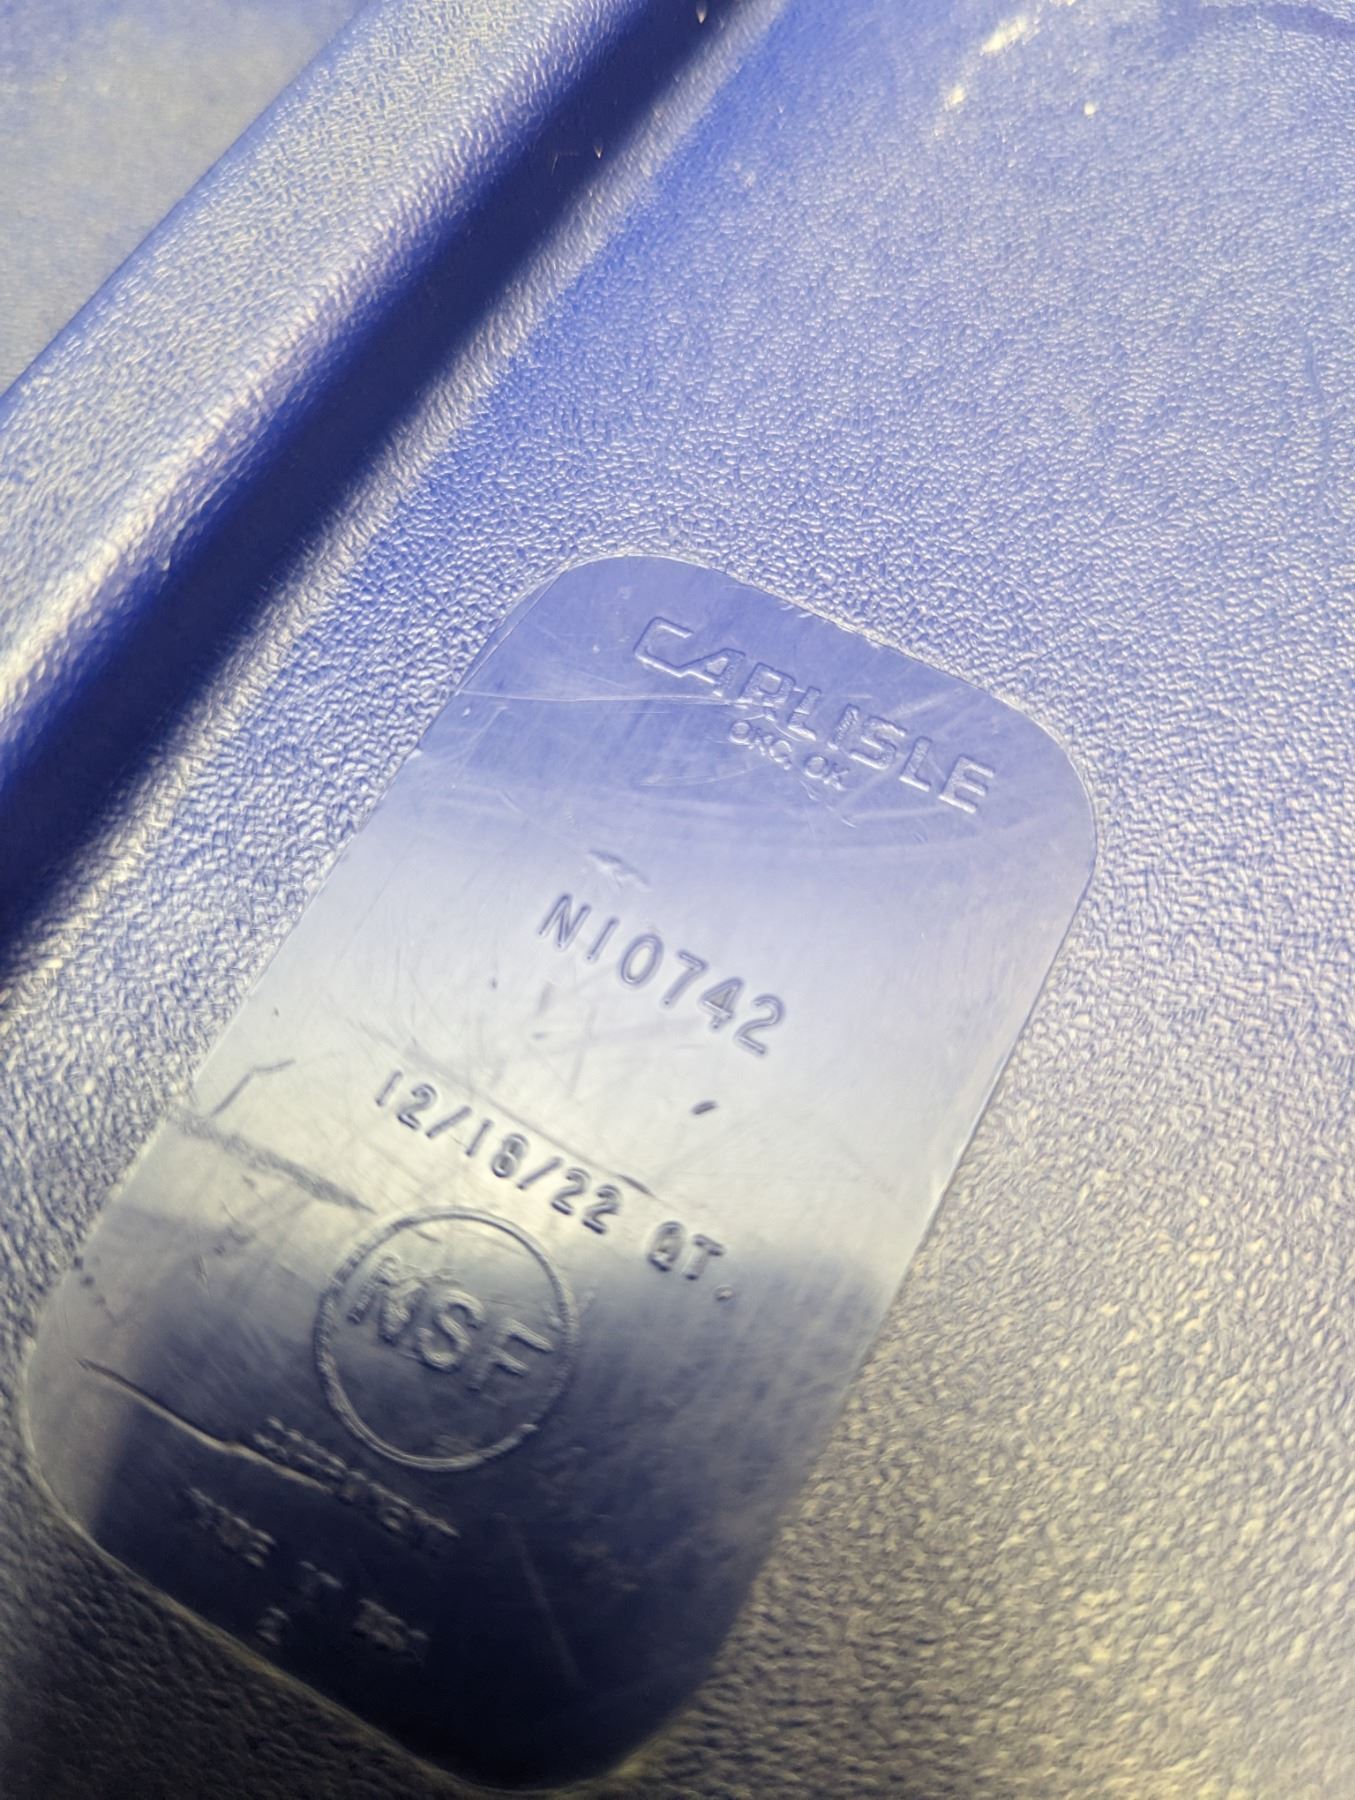 CARLISLE
OKC, OK
N10742
12/18/22 QT.
NSF